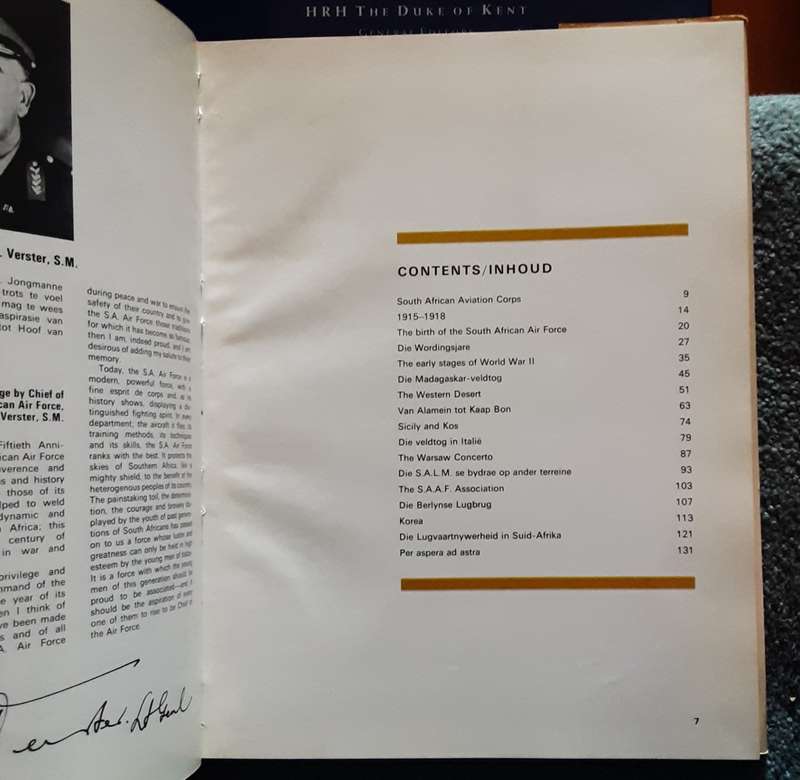 HRH THE DUKE OF KENT
GENERAL EDITORS
. Verster, S.M.
. Jongmanne
trots te voel
mag te wees
aspirasie van
tot Hoof van
ge by Chief of
can Air Force,
Verster, S.M.
Fiftieth Anni-
ican Air Force
verence and
s and history
those of its
lped to weld
dynamic and
Africa; this
century of
in war and
privilege and
mmand of the
e year of its
en I think of
ve been made
s and of all
A. Air Force
during peace and war to ensure the
safety of their country and to give
the S.A. Air Force those traditions
for which it has become so famous,
then I am, indeed proud, and I am
desirous of adding my salute to their
memory.
Today, the S.A. Air Force is a
modern, powerful force, with a
fine esprit de corps and, as its
history shows, displaying a dis-
tinguished fighting spirit. In every
department, the aircraft it flies, its
training methods, its techniques
and its skills, the S.A. Air Force
ranks with the best. It protects the
skies of Southern Africa, like a
mighty shield, to the benefit of the
heterogenous peoples of its country.
The painstaking toil, the determina-
tion, the courage and bravery dis-
played by the youth of past genera-
tions of South Africans has passed
on to us a force whose lustre and
greatness can only be held in high
esteem by the young men of today.
It is a force with which the young
men of this generation should be
proud to be associated—and it
should be the aspiration of every
one of them to rise to be Chief of
the Air Force.
CONTENTS/INHOUD
South African Aviation Corps 9
1915–1918 14
The birth of the South African Air Force 20
Die Wordingsjare 27
The early stages of World War II 35
Die Madagaskar-veldtog 45
The Western Desert 51
Van Alamein tot Kaap Bon 63
Sicily and Kos 74
Die veldtog in Italië 79
The Warsaw Concerto 87
Die S.A.L.M. se bydrae op ander terreine 93
The S.A.A.F. Association 103
Die Berlynse Lugbrug 107
Korea 113
Die Lugvaartnywerheid in Suid-Afrika 121
Per aspera ad astra 131
7